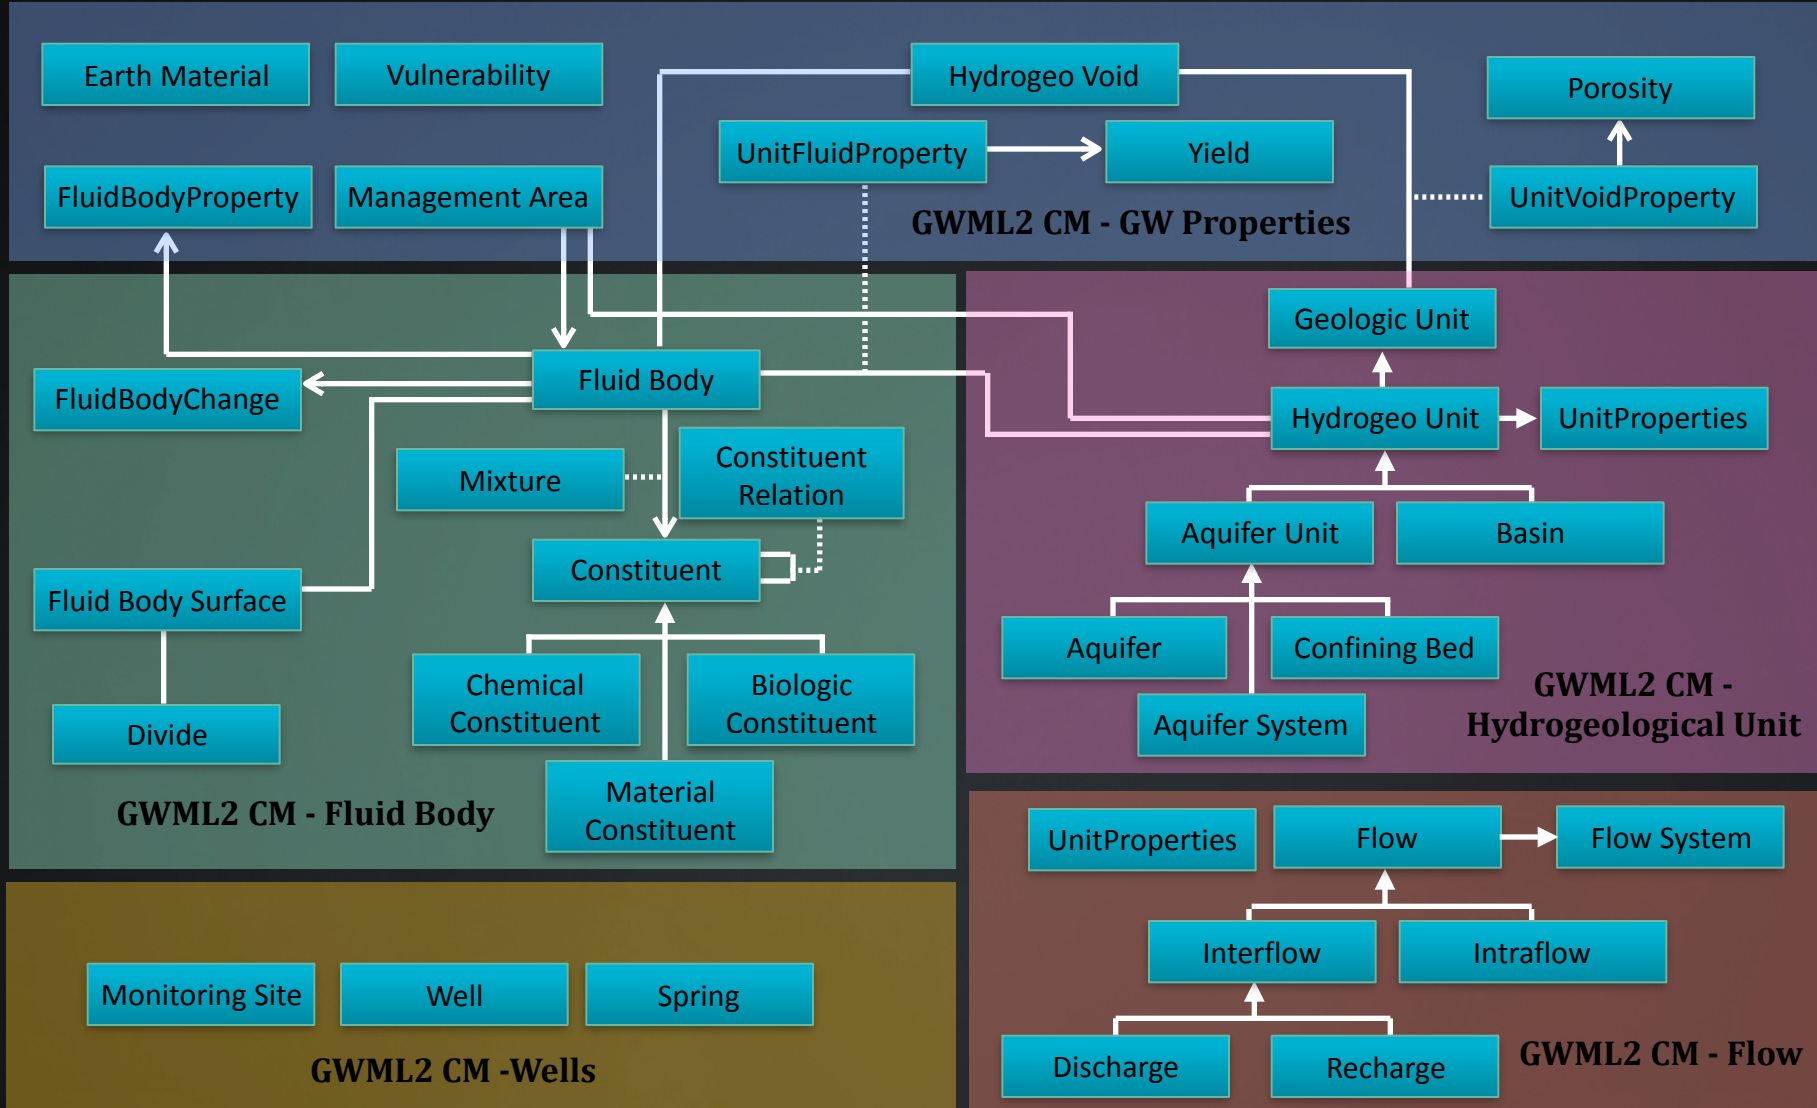 Earth Material
Vulnerability
Hydrogeo Void
Porosity
UnitFluidProperty
Yield
FluidBodyProperty
Management Area
UnitVoidProperty
GWML2 CM - GW Properties
Geologic Unit
Fluid Body
FluidBodyChange
Hydrogeo Unit
UnitProperties
Mixture
Constituent
Relation
Aquifer Unit
Basin
Constituent
Fluid Body Surface
Aquifer
Confining Bed
Chemical
Constituent
Biologic
Constituent
GWML2 CM -
Hydrogeological Unit
Aquifer System
Divide
Material
Constituent
GWML2 CM - Fluid Body
UnitProperties
Flow
Flow System
Interflow
Intraflow
Monitoring Site
Well
Spring
GWML2 CM -Wells
Discharge
Recharge
GWML2 CM - Flow